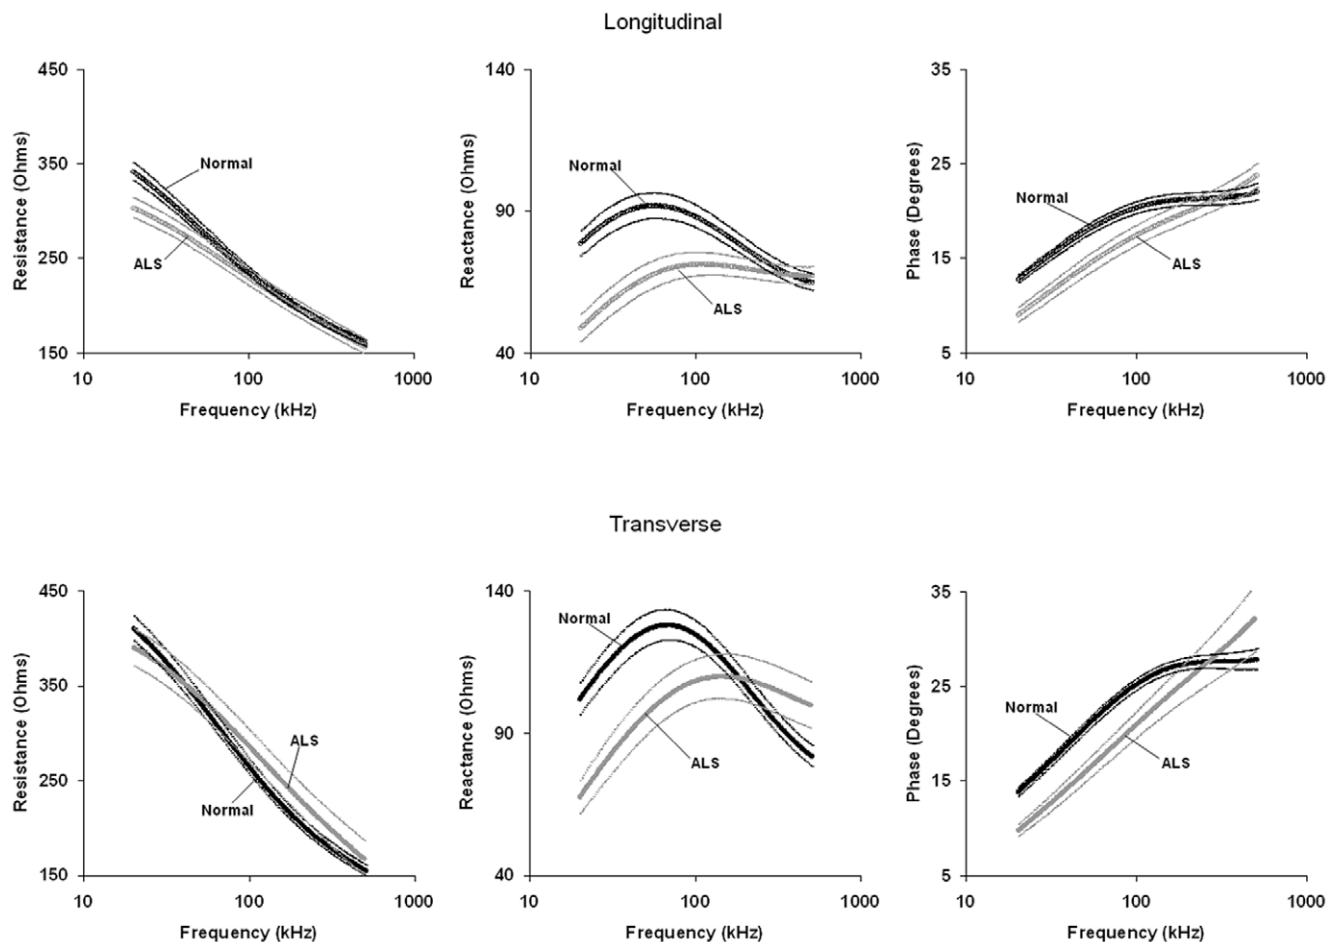 Longitudinal
450
350
250
150
10
100
1000
Resistance (Ohms)
Frequency (kHz)
Normal
ALS
140
90
40
10
100
1000
Reactance (Ohms)
Frequency (kHz)
Normal
ALS
35
25
15
5
10
100
1000
Phase (Degrees)
Frequency (kHz)
Normal
ALS
Transverse
450
350
250
150
10
100
1000
Resistance (Ohms)
Frequency (kHz)
ALS
Normal
140
90
40
10
100
1000
Reactance (Ohms)
Frequency (kHz)
Normal
ALS
35
25
15
5
10
100
1000
Phase (Degrees)
Frequency (kHz)
Normal
ALS